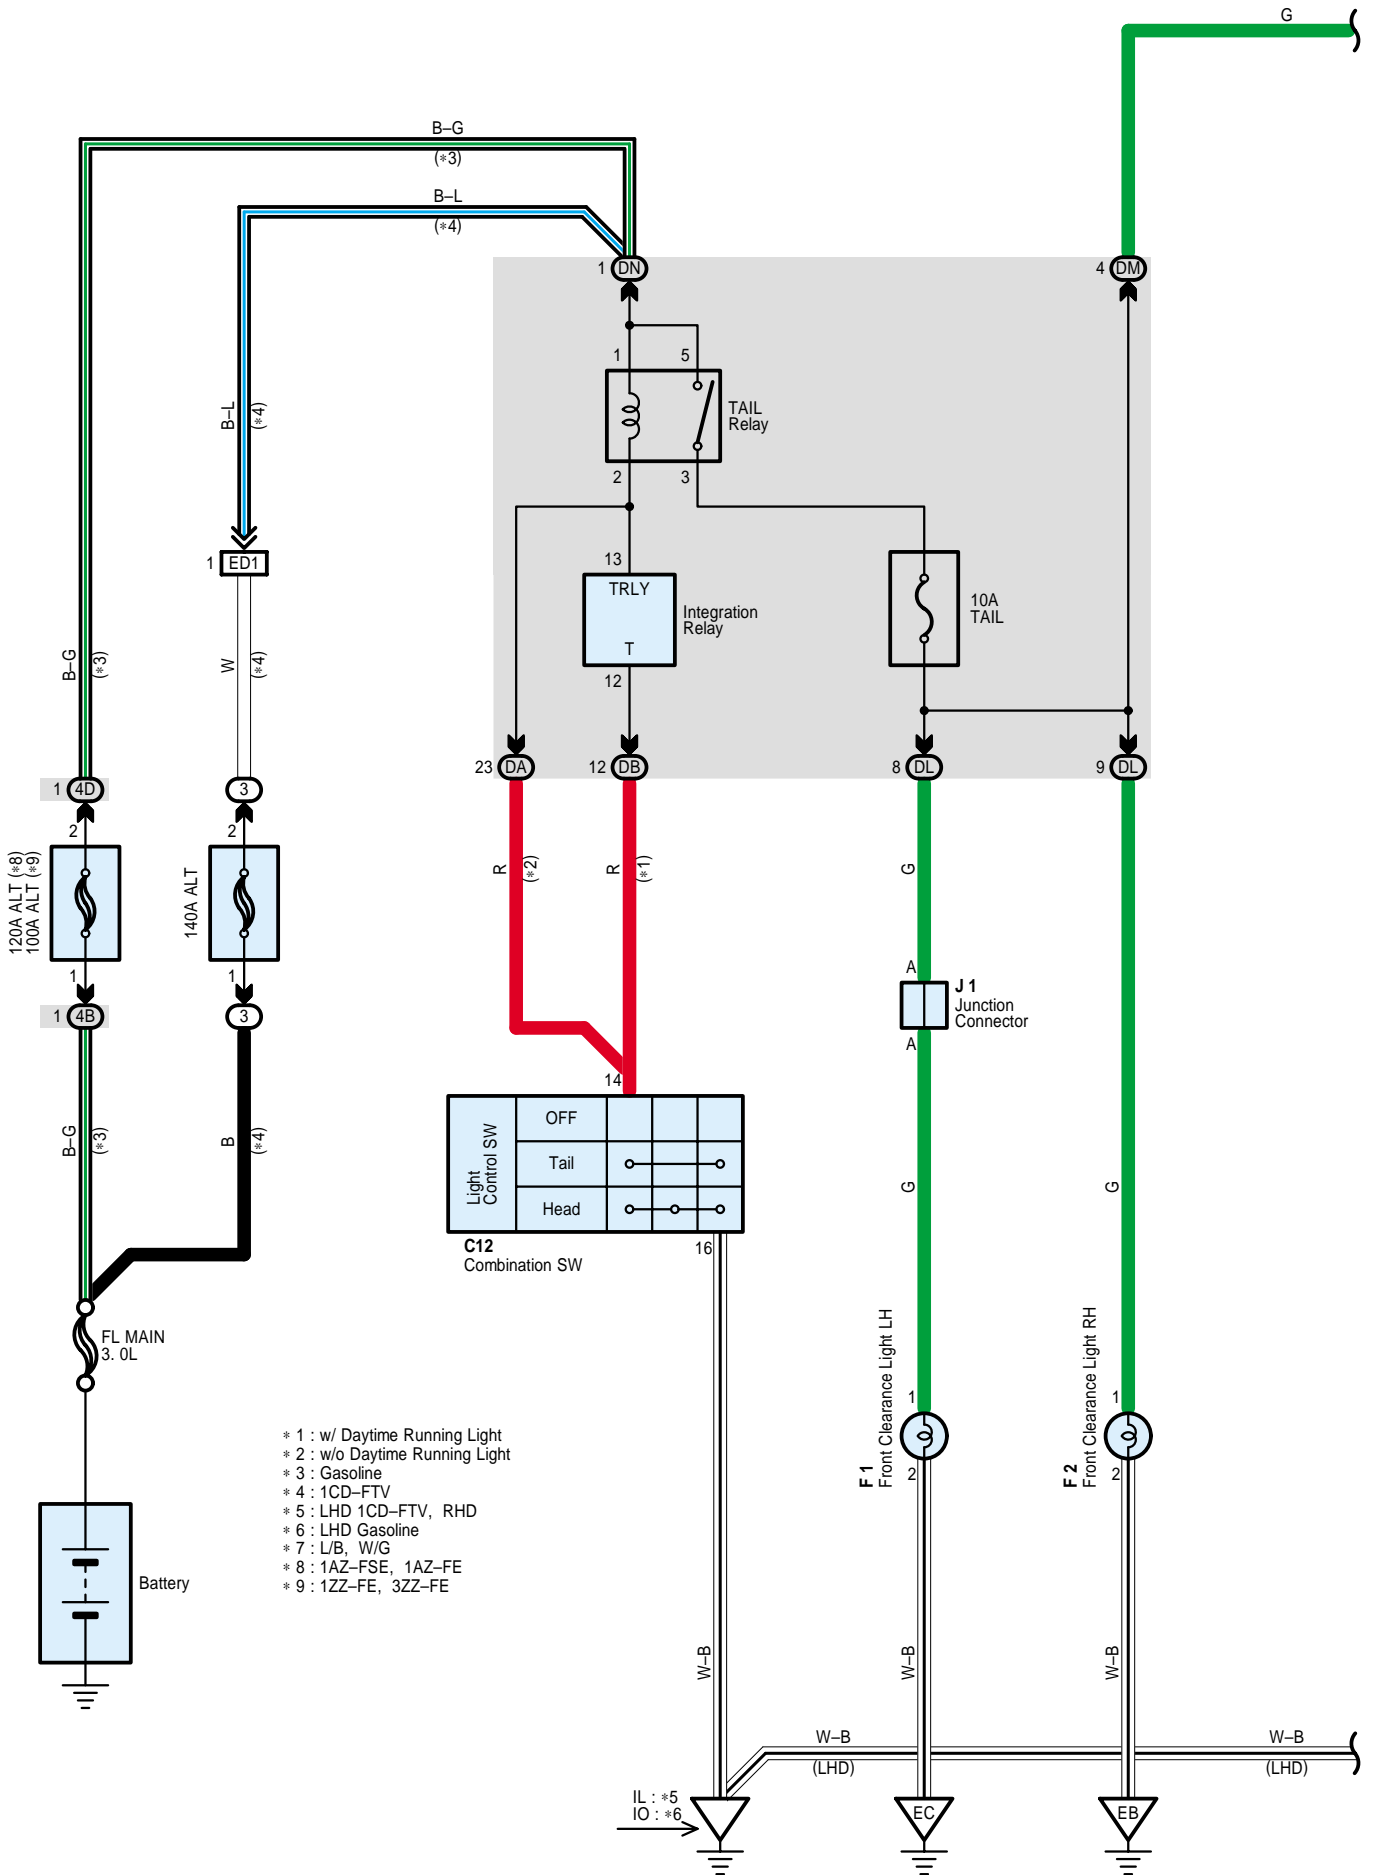 G
B–G
(*3)
B–L
(*4)
1 DN
4 DM
1
5
TAIL
Relay
2
3
B–L
(*4)
1 ED1
13
TRLY
Integration
Relay
T
12
10A
TAIL
B–G
(*3)
W
(*4)
23 DA
12 DB
8 DL
9 DL
1 4D
3
2
2
120A ALT (*8)
100A ALT (*9)
140A ALT
R
(*2)
R
(*1)
G
1
1
1 4B
3
A
J 1
Junction
Connector
A
14
Light
Control SW
OFF
Tail
Head
C12
Combination SW
16
B–G
(*3)
B
(*4)
G
G
FL MAIN
3. 0L
F 1
Front Clearance Light LH
1
2
F 2
Front Clearance Light RH
1
2
* 1 : w/ Daytime Running Light
* 2 : w/o Daytime Running Light
* 3 : Gasoline
* 4 : 1CD–FTV
* 5 : LHD 1CD–FTV, RHD
* 6 : LHD Gasoline
* 7 : L/B, W/G
* 8 : 1AZ–FSE, 1AZ–FE
* 9 : 1ZZ–FE, 3ZZ–FE
Battery
W–B
W–B
W–B
W–B
(LHD)
W–B
(LHD)
IL : *5
IO : *6
EC
EB